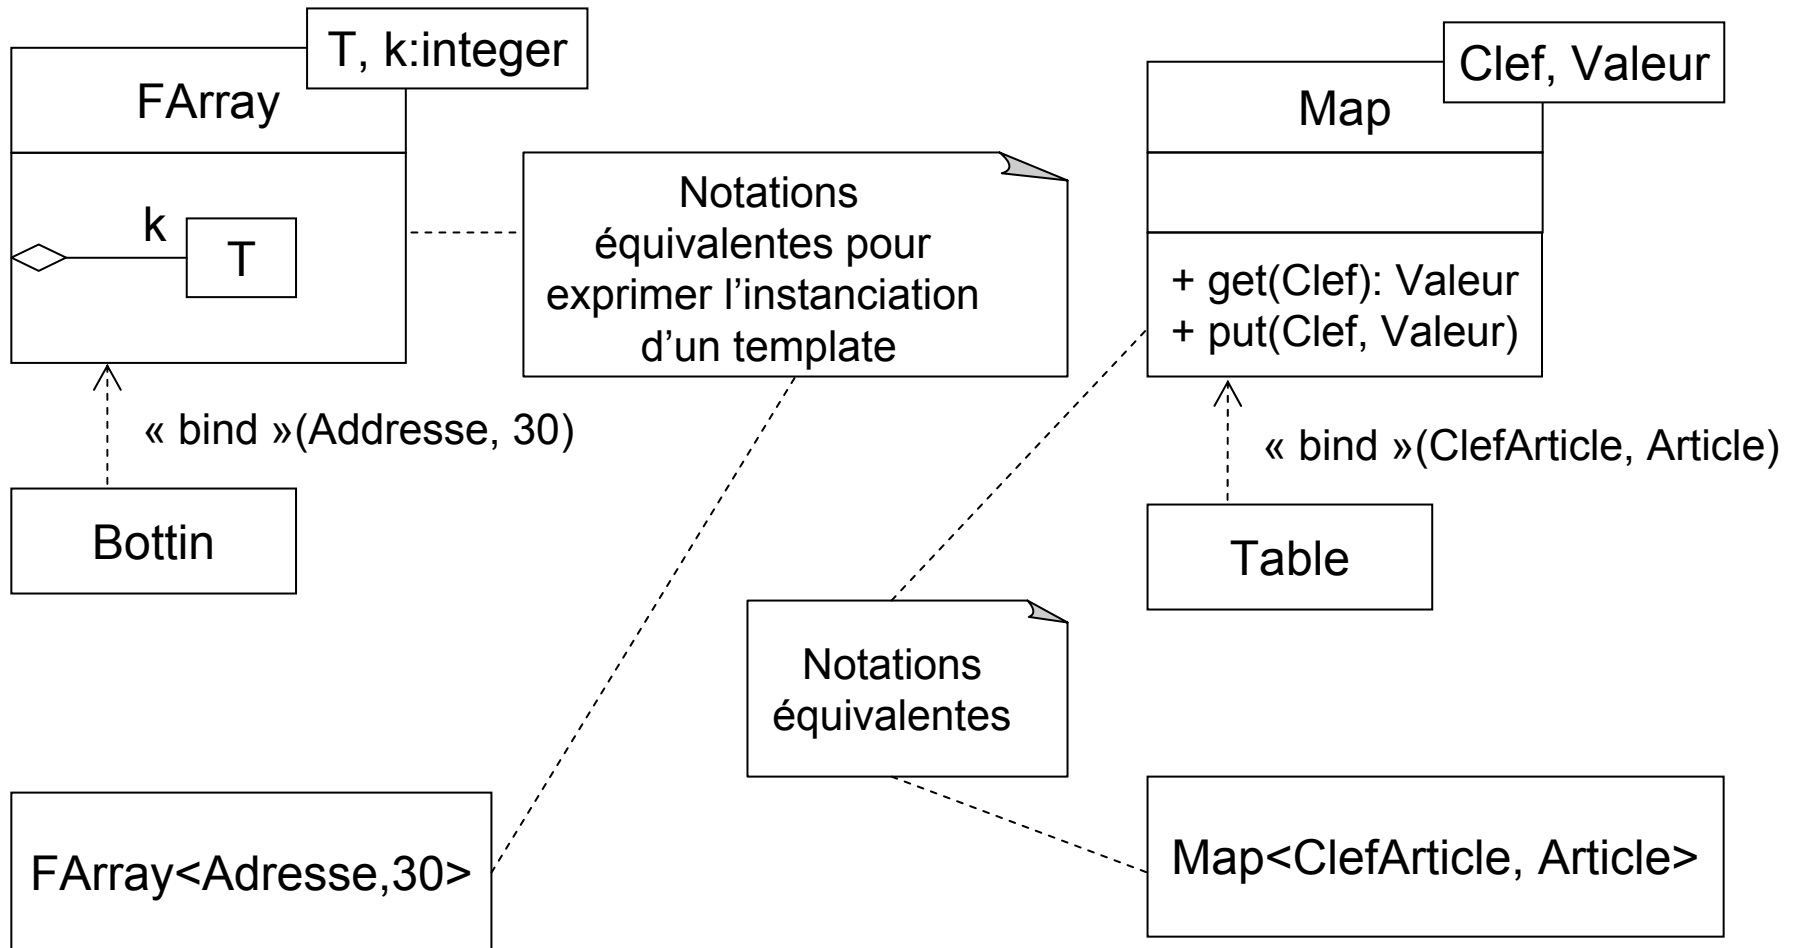 T, k:integer
FArray
k
T
Notations
équivalentes pour
exprimer l’instanciation
d’un template
« bind »(Addresse, 30)
Bottin
FArray<Adresse,30>
Clef, Valeur
Map
+ get(Clef): Valeur
+ put(Clef, Valeur)
« bind »(ClefArticle, Article)
Table
Notations
équivalentes
Map<ClefArticle, Article>